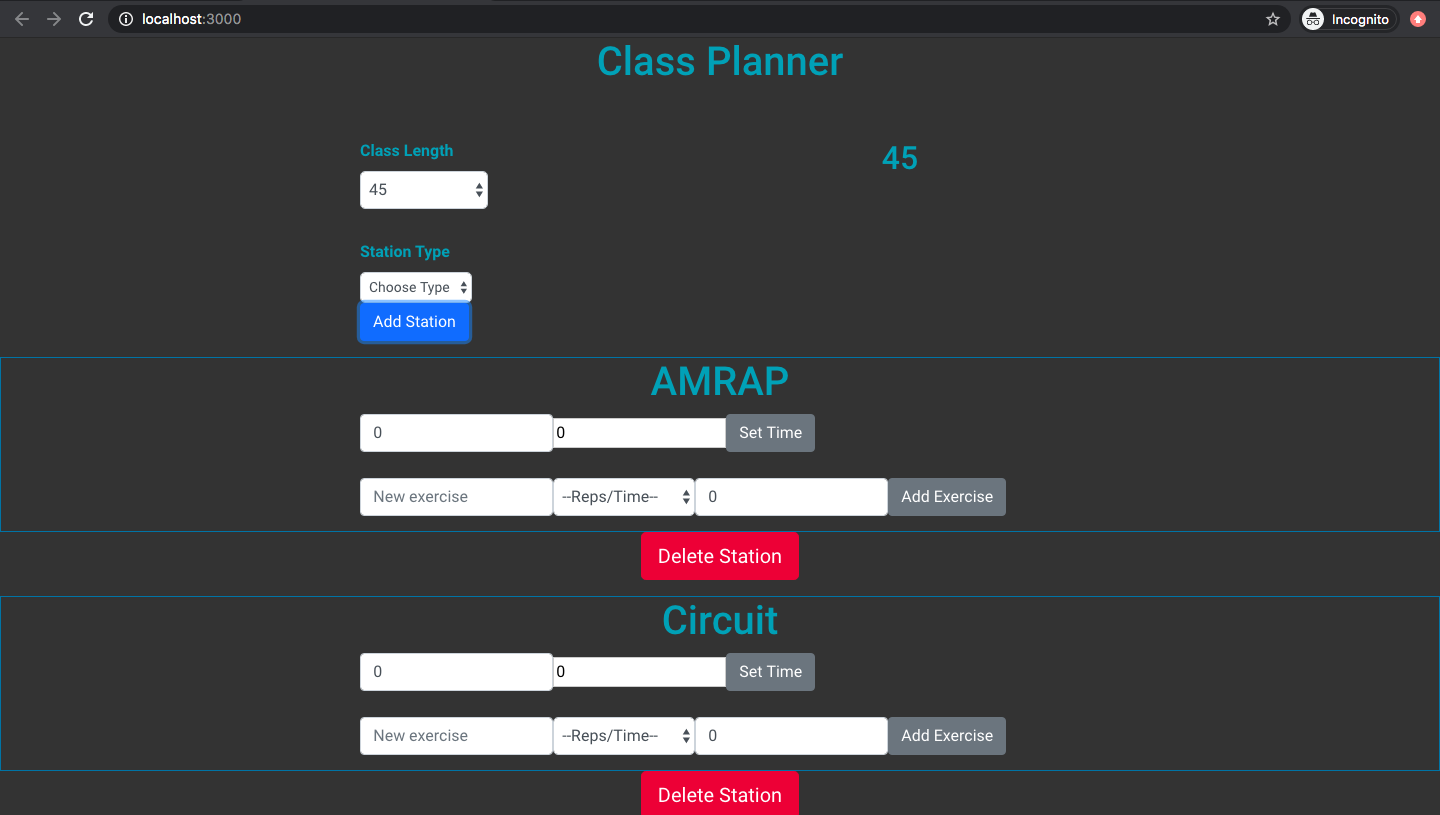 localhost:3000 Incognito
Class Planner
Class Length 45
45
Station Type
Choose Type
Add Station
AMRAP
0 0 Set Time
New exercise --Reps/Time-- 0 Add Exercise
Delete Station
Circuit
0 0 Set Time
New exercise --Reps/Time-- 0 Add Exercise
Delete Station